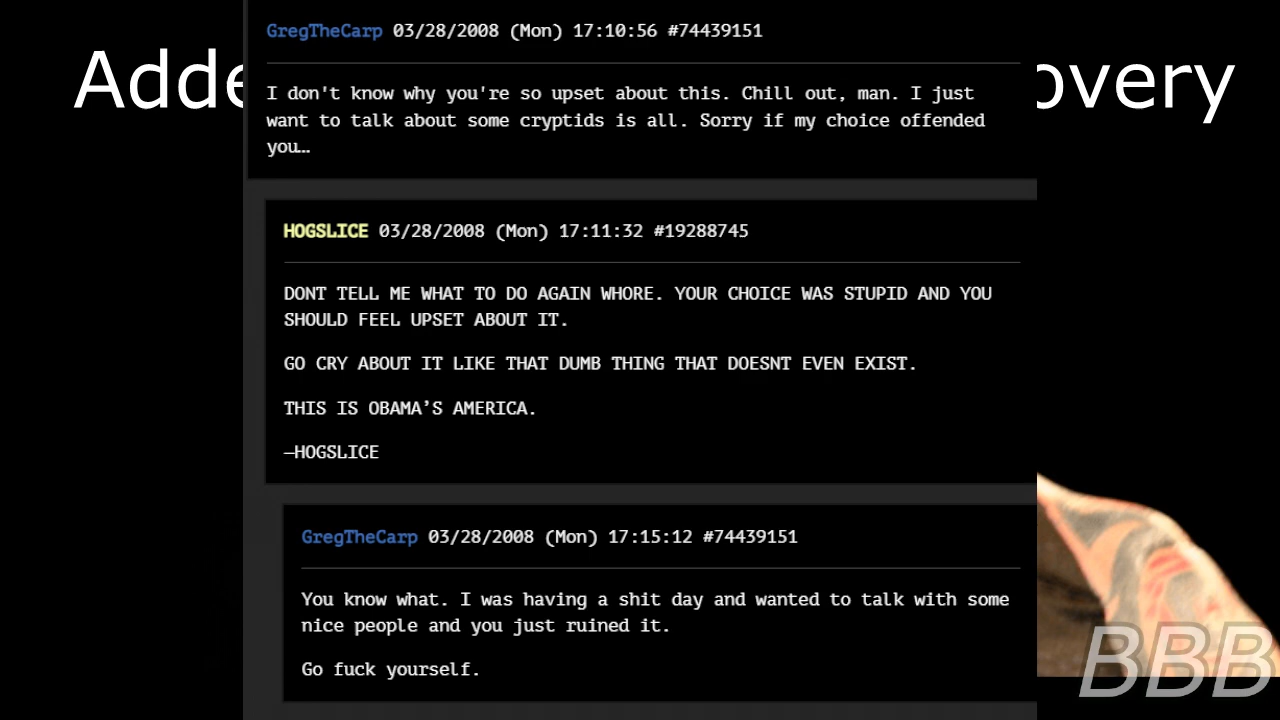 Adde
overy
GregTheCarp 03/28/2008 (Mon) 17:10:56 #74439151
I don't know why you're so upset about this. Chill out, man. I just
want to talk about some cryptids is all. Sorry if my choice offended
you…
HOGSLICE 03/28/2008 (Mon) 17:11:32 #19288745
DONT TELL ME WHAT TO DO AGAIN WHORE. YOUR CHOICE WAS STUPID AND YOU
SHOULD FEEL UPSET ABOUT IT.
GO CRY ABOUT IT LIKE THAT DUMB THING THAT DOESNT EVEN EXIST.
THIS IS OBAMA’S AMERICA.
—HOGSLICE
GregTheCarp 03/28/2008 (Mon) 17:15:12 #74439151
You know what. I was having a shit day and wanted to talk with some
nice people and you just ruined it.
Go fuck yourself.
BBB